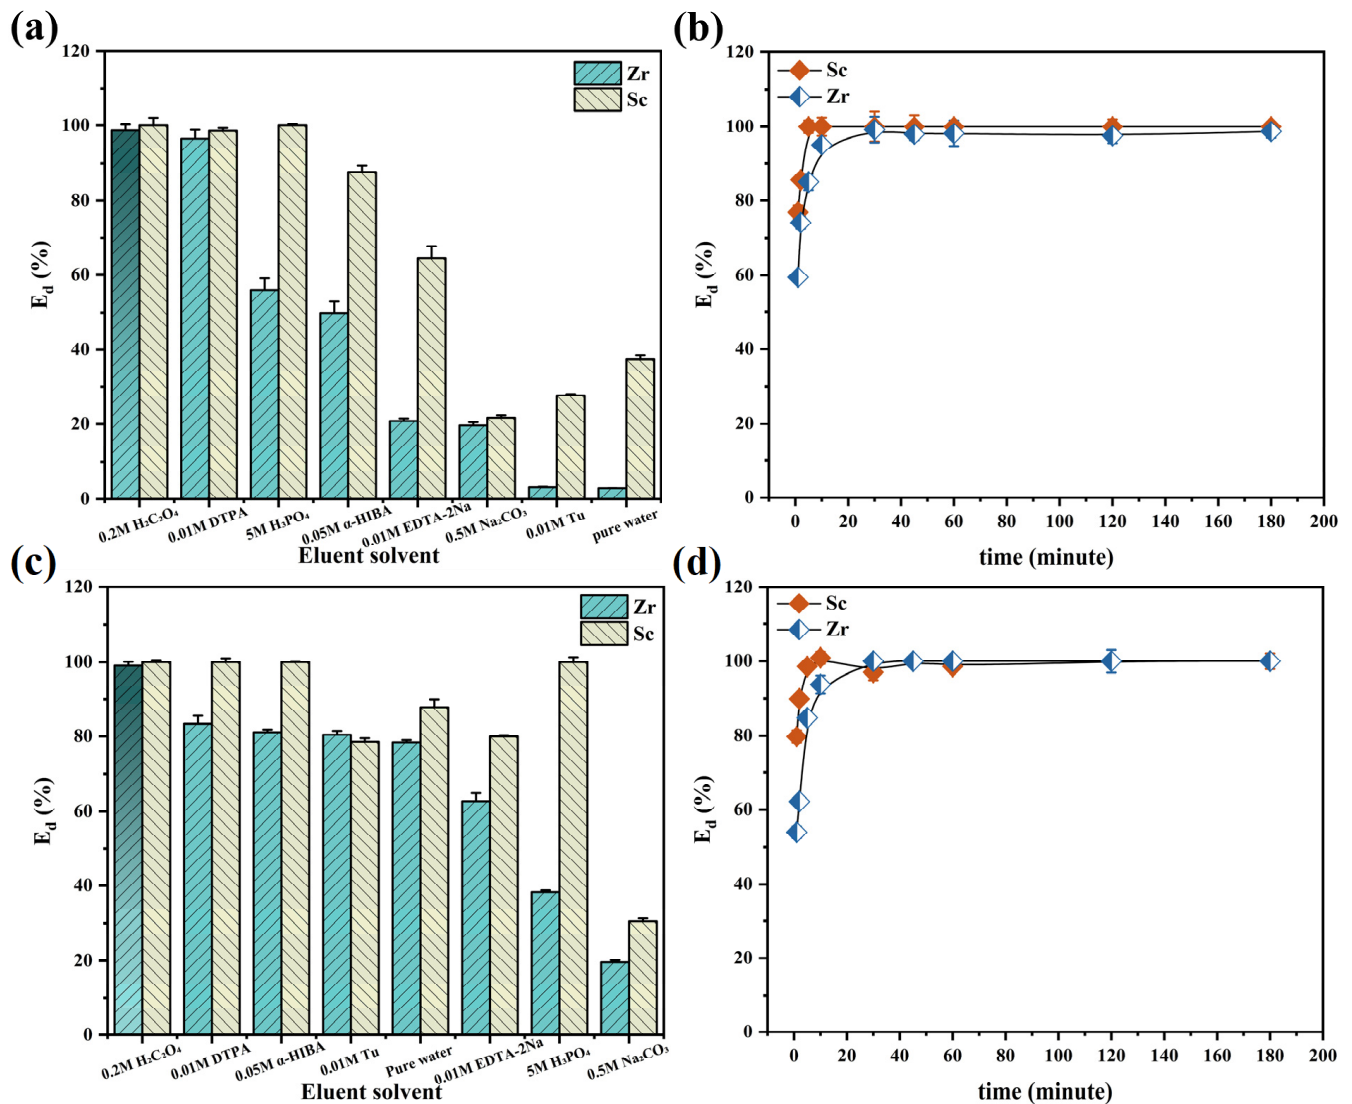 (a)
120
100
80
60
40
20
0
E_d (%)
Zr
Sc
0.2M H₂C₂O₄
0.01M DTPA
5M H₃PO₄
0.05M α-HIBA
0.01M EDTA-2Na
0.5M Na₂CO₃
0.01M Tu
pure water
Eluent solvent
(b)
120
100
80
60
40
20
0
E_d (%)
Sc
Zr
0 20 40 60 80 100 120 140 160 180 200
time (minute)
(c)
120
100
80
60
40
20
0
E_d (%)
Zr
Sc
0.2M H₂C₂O₄
0.01M DTPA
0.05M α-HIBA
0.01M Tu
Pure water
0.01M EDTA-2Na
5M H₃PO₄
0.5M Na₂CO₃
Eluent solvent
(d)
120
100
80
60
40
20
0
E_d (%)
Sc
Zr
0 20 40 60 80 100 120 140 160 180 200
time (minute)